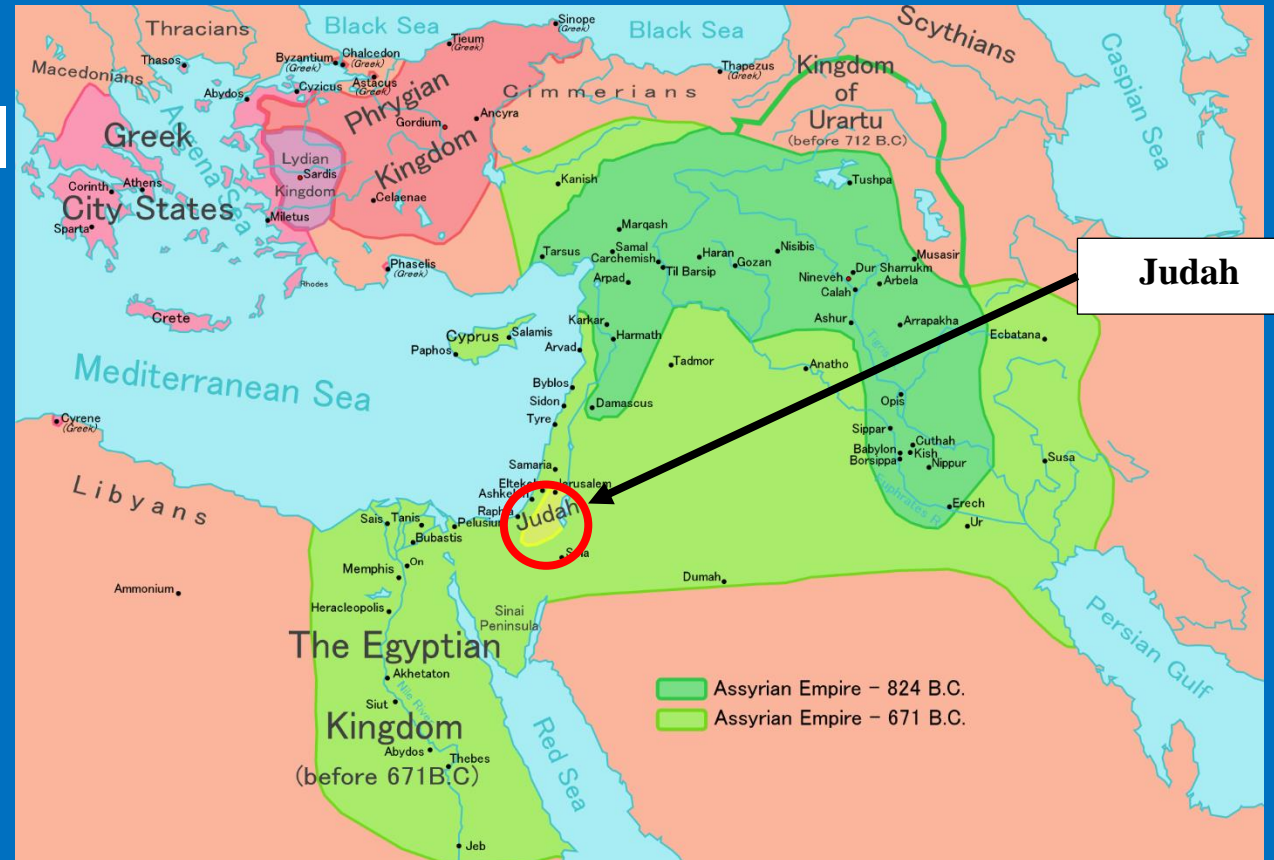 Thracians
Black Sea
Black Sea
Sinope
(Greek)
Tieum
(Greek)
Scythians
Caspian Sea
Thasos
Byzantium
(Greek)
Chalcedon
(Greek)
Astacus
(Greek)
Macedonians
Abydos
Cyzicus
Thapezus
(Greek)
Kingdom
of
Urartu
(before 712 B.C)
Cimmerians
Phrygian
Kingdom
Gordium
Ancyra
Greek
City States
Lydian
Kingdom
Sardis
Corinth
Athens
Sparta
Miletus
Celaenae
Kanish
Tushpa
Marqash
Tarsus
Samal
Carchemish
Til Barsip
Haran
Gozan
Nisibis
Nineveh
Dur Sharrukm
Arbela
Musasir
Calah
Arpad
Phaselis
(Greek)
Rhodes
Judah
Crete
Cyprus
Salamis
Paphos
Karkar
Harmath
Arvad
Ashur
Arrapakha
Ecbatana
Tadmor
Anatho
Mediterranean Sea
Byblos
Sidon
Damascus
Tyre
Opis
Sippar
Cuthah
Babylon
Kish
Borsippa
Nippur
Susa
Cyrene
(Greek)
Samaria
Ashkelon
Raphia
Judah
Euphrates R.
Erech
Ur
Libyans
Sais
Tanis
Pelusium
Bubastis
Memphis
On
Dumah
Ammonium
Heracleopolis
Sinai
Peninsula
Persian Gulf
The Egyptian
Kingdom
(before 671B.C)
Akhetaton
Nile River
Siut
Abydos
Thebes
Red Sea
Jeb
Assyrian Empire - 824 B.C.
Assyrian Empire - 671 B.C.